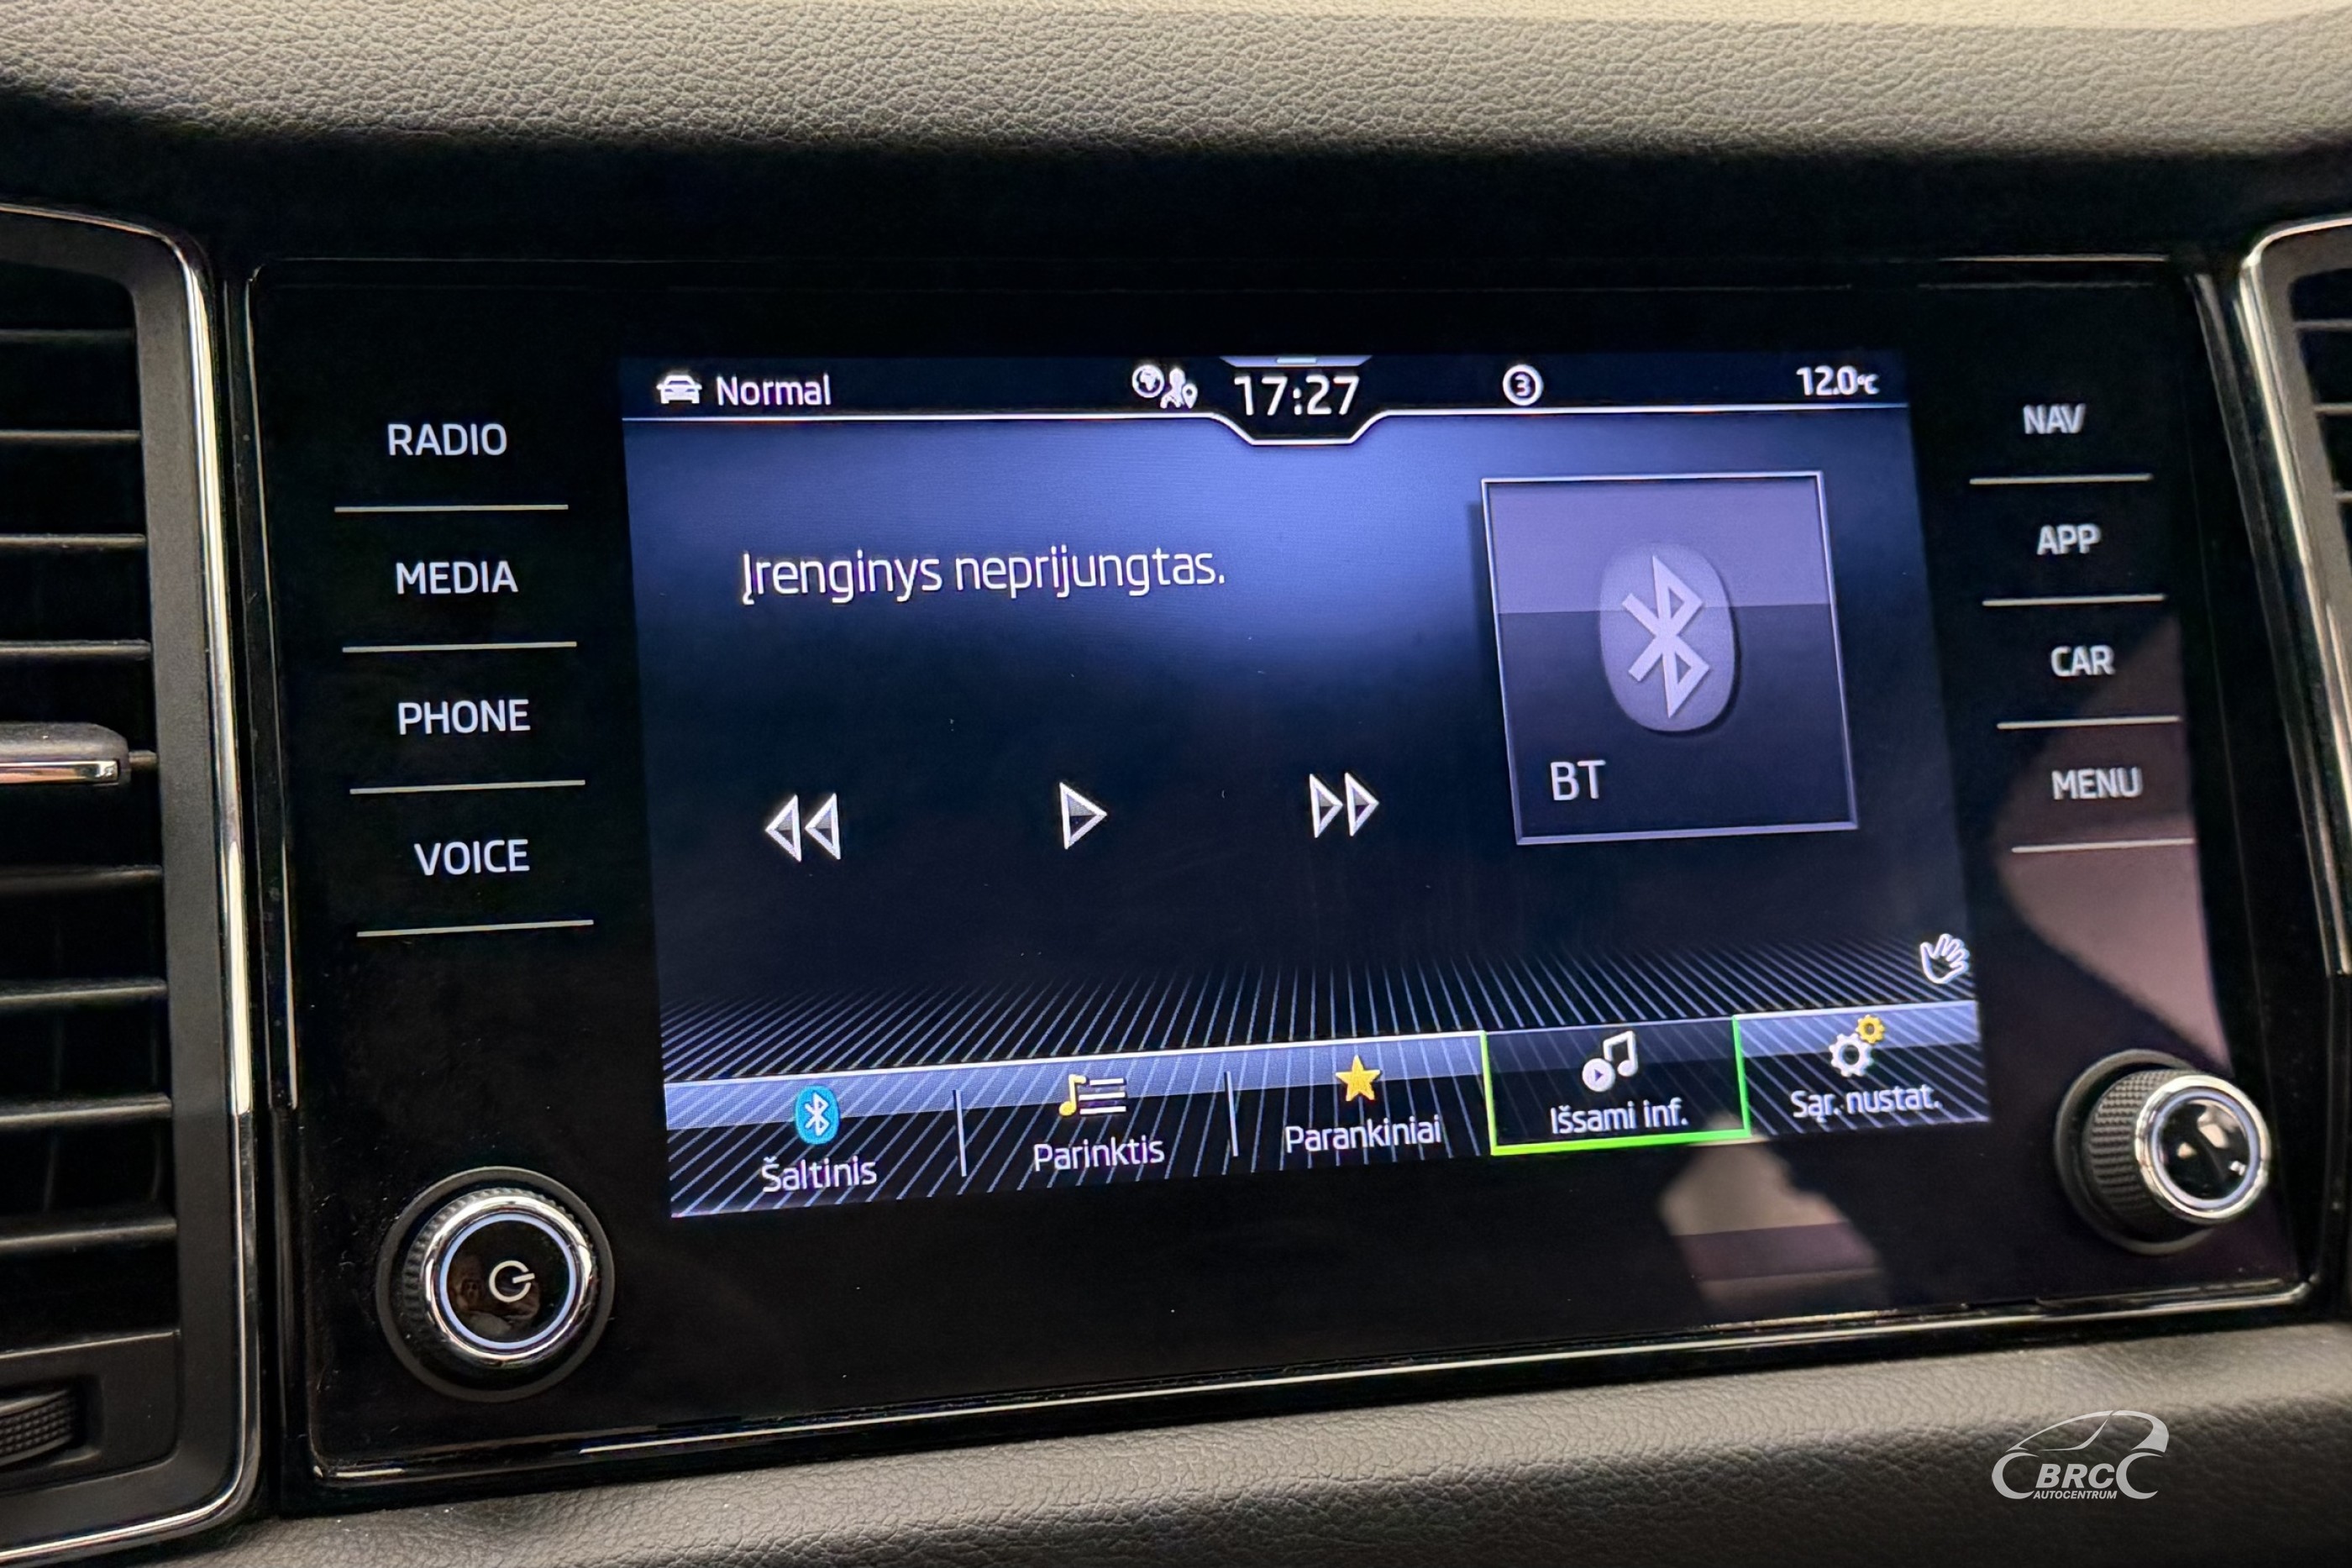 Normal
17:27
3
12.0°C
RADIO
MEDIA
PHONE
VOICE
Įrenginys neprijungtas.
BT
NAV
APP
CAR
MENU
Šaltinis
Parinktis
Parankiniai
Išsami inf.
Sąr. nustat.
BRC
AUTOCENTRUM